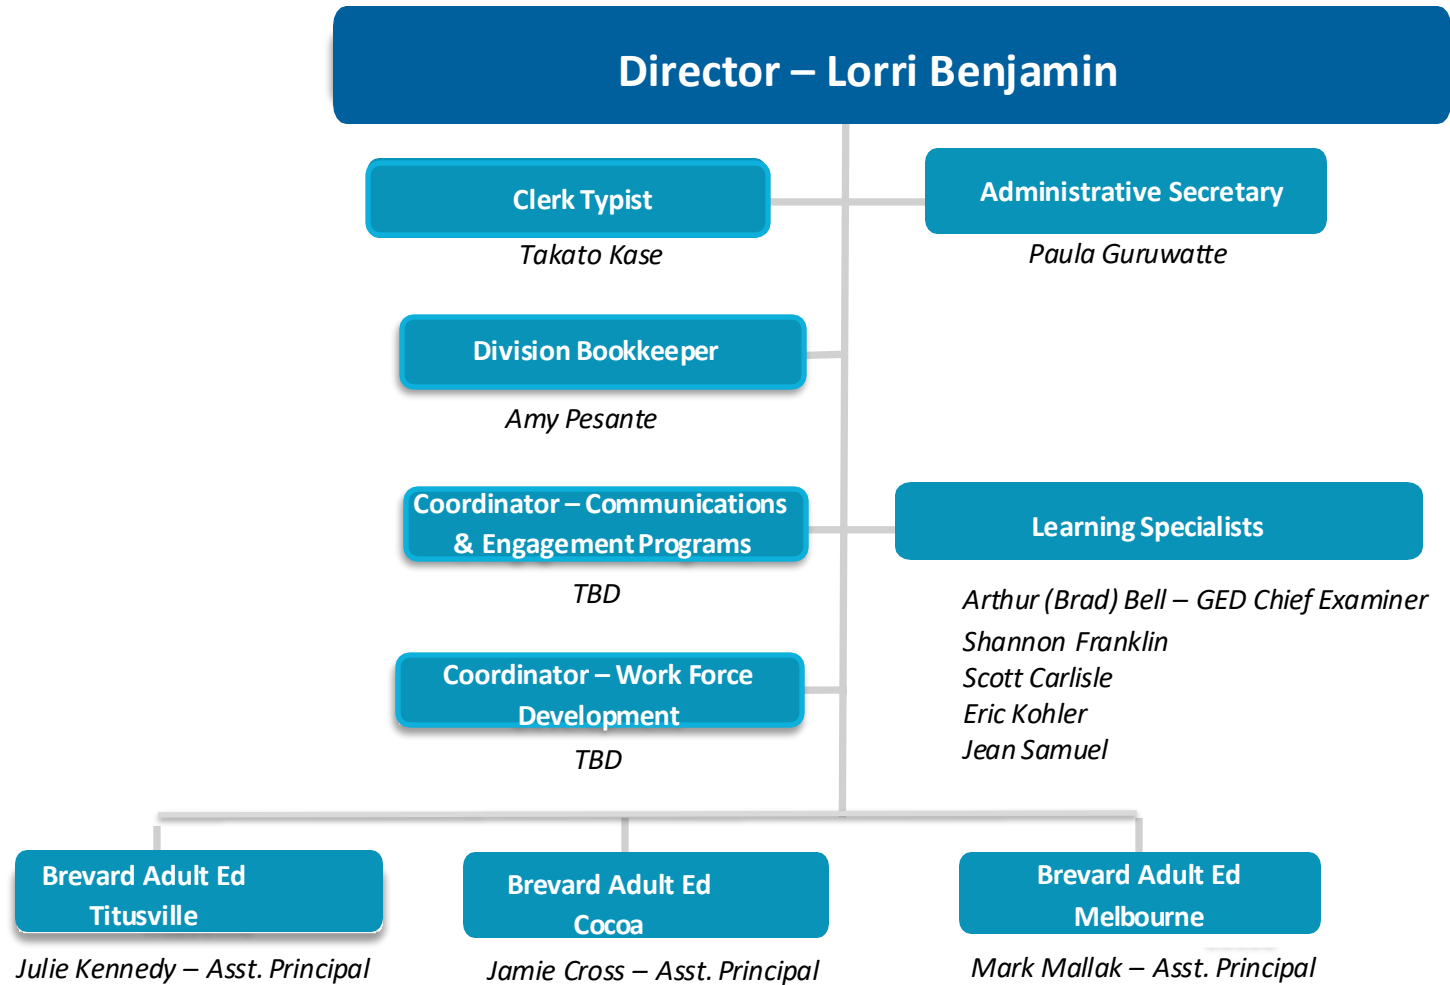 Director – Lorri Benjamin
Clerk Typist
Takato Kase
Administrative Secretary
Paula Guruwatte
Division Bookkeeper
Amy Pesante
Coordinator – Communications
& Engagement Programs
TBD
Learning Specialists
Arthur (Brad) Bell – GED Chief Examiner
Shannon Franklin
Scott Carlisle
Eric Kohler
Jean Samuel
Coordinator – Work Force
Development
TBD
Brevard Adult Ed
Titusville
Julie Kennedy – Asst. Principal
Brevard Adult Ed
Cocoa
Jamie Cross – Asst. Principal
Brevard Adult Ed
Melbourne
Mark Mallak – Asst. Principal